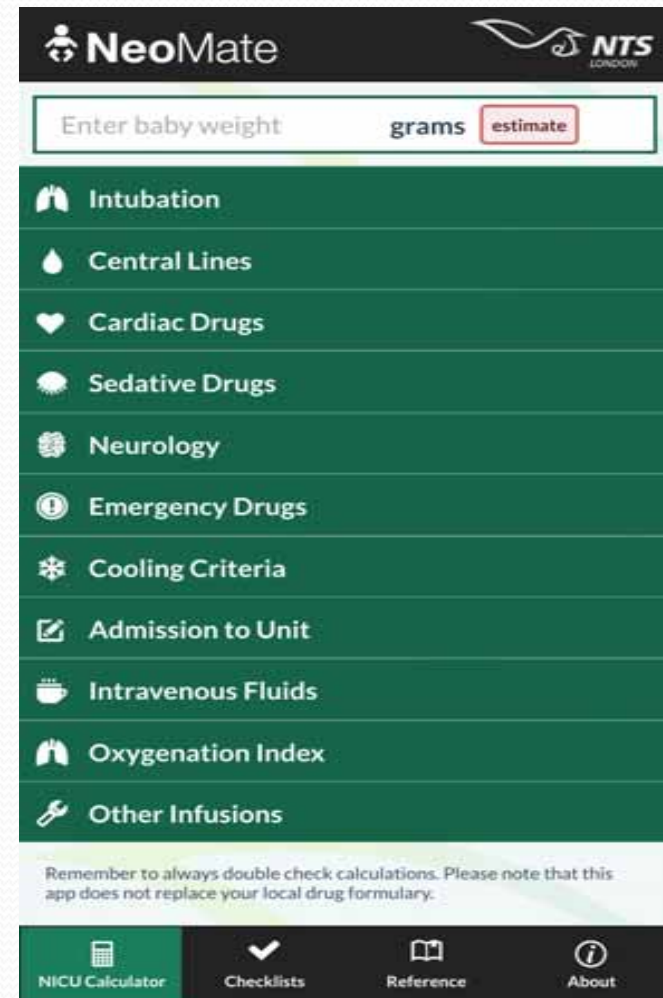 NeoMate
NTS
LONDON
Enter baby weight grams estimate
Intubation
Central Lines
Cardiac Drugs
Sedative Drugs
Neurology
Emergency Drugs
Cooling Criteria
Admission to Unit
Intravenous Fluids
Oxygenation Index
Other Infusions
Remember to always double check calculations. Please note that this
app does not replace your local drug formulary.
NICU Calculator Checklists Reference About